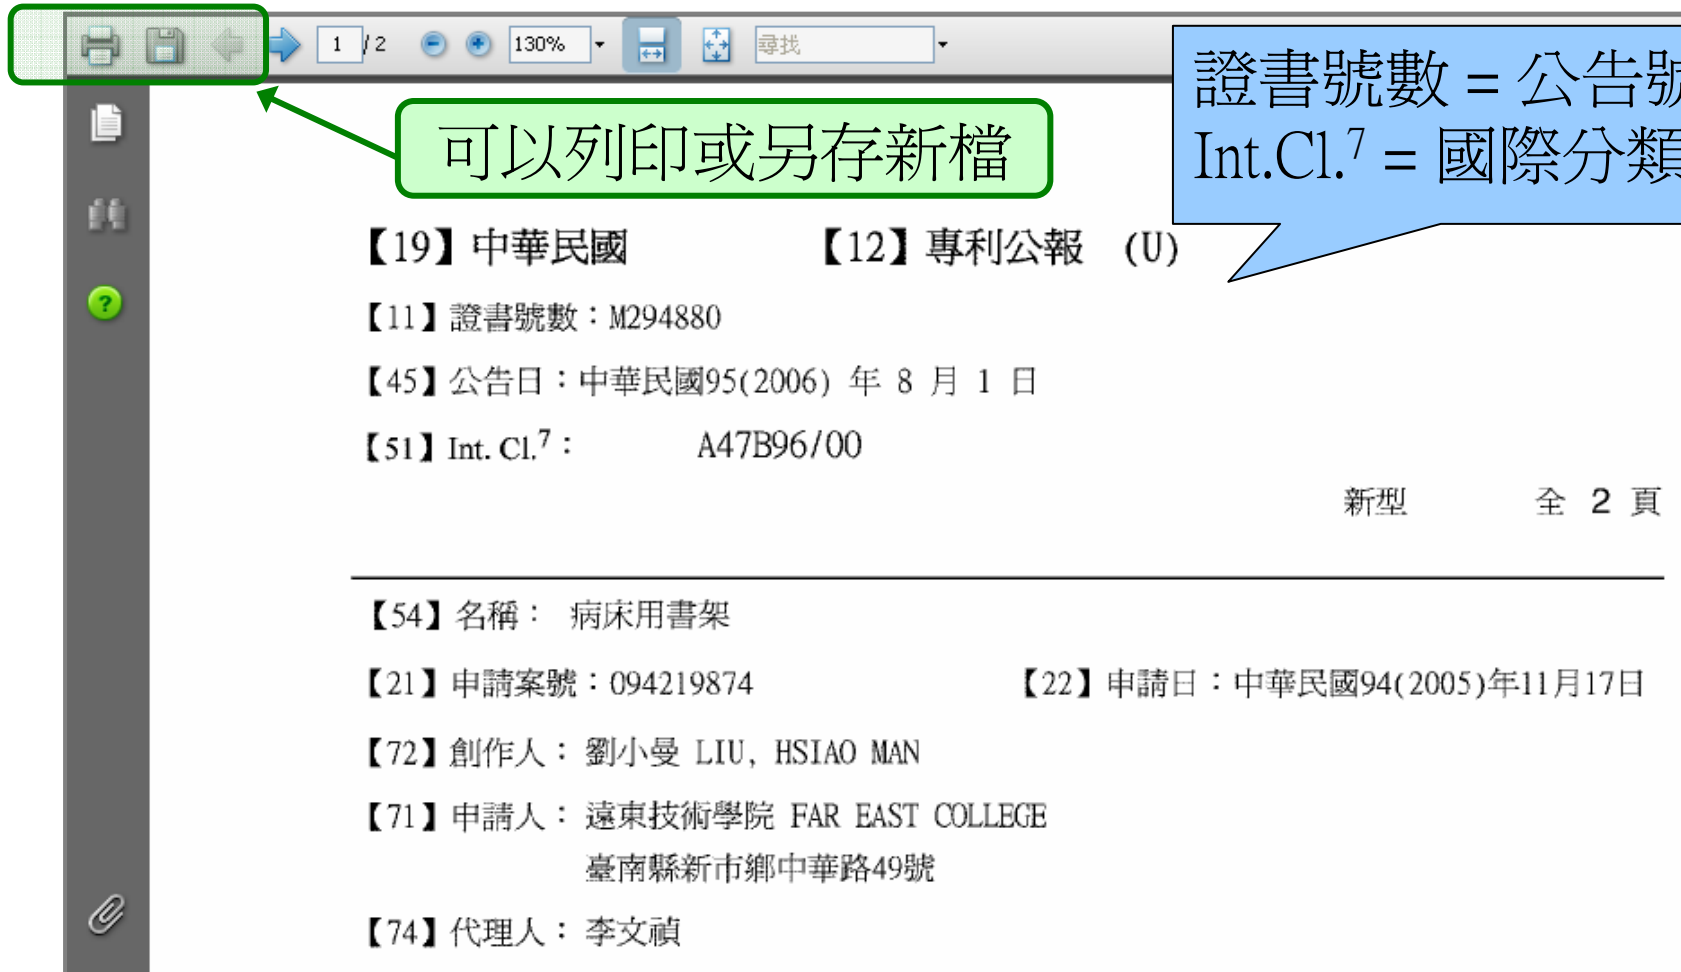 1 / 2 130% 尋找
證書號數 = 公告號
Int.Cl.7 = 國際分類
可以列印或另存新檔
【19】中華民國 【12】專利公報 (U)
【11】證書號數：M294880
【45】公告日：中華民國95(2006) 年 8 月 1 日
【51】Int. Cl.7： A47B96/00
新型 全 2 頁
【54】名稱： 病床用書架
【21】申請案號：094219874 【22】申請日：中華民國94(2005)年11月17日
【72】創作人： 劉小曼 LIU, HSIAO MAN
【71】申請人： 遠東技術學院 FAR EAST COLLEGE
臺南縣新市鄉中華路49號
【74】代理人： 李文禎